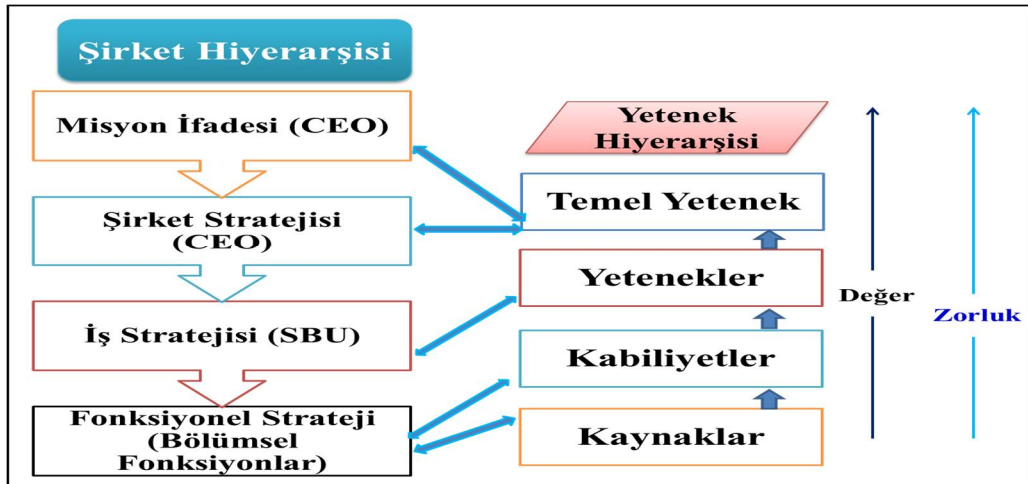 Şirket Hiyerarşisi
Misyon İfadesi (CEO)
Şirket Stratejisi
(CEO)
İş Stratejisi (SBU)
Fonksiyonel Strateji
(Bölümsel
Fonksiyonlar)
Yetenek
Hiyerarşisi
Temel Yetenek
Yetenekler
Kabiliyetler
Kaynaklar
Değer
Zorluk